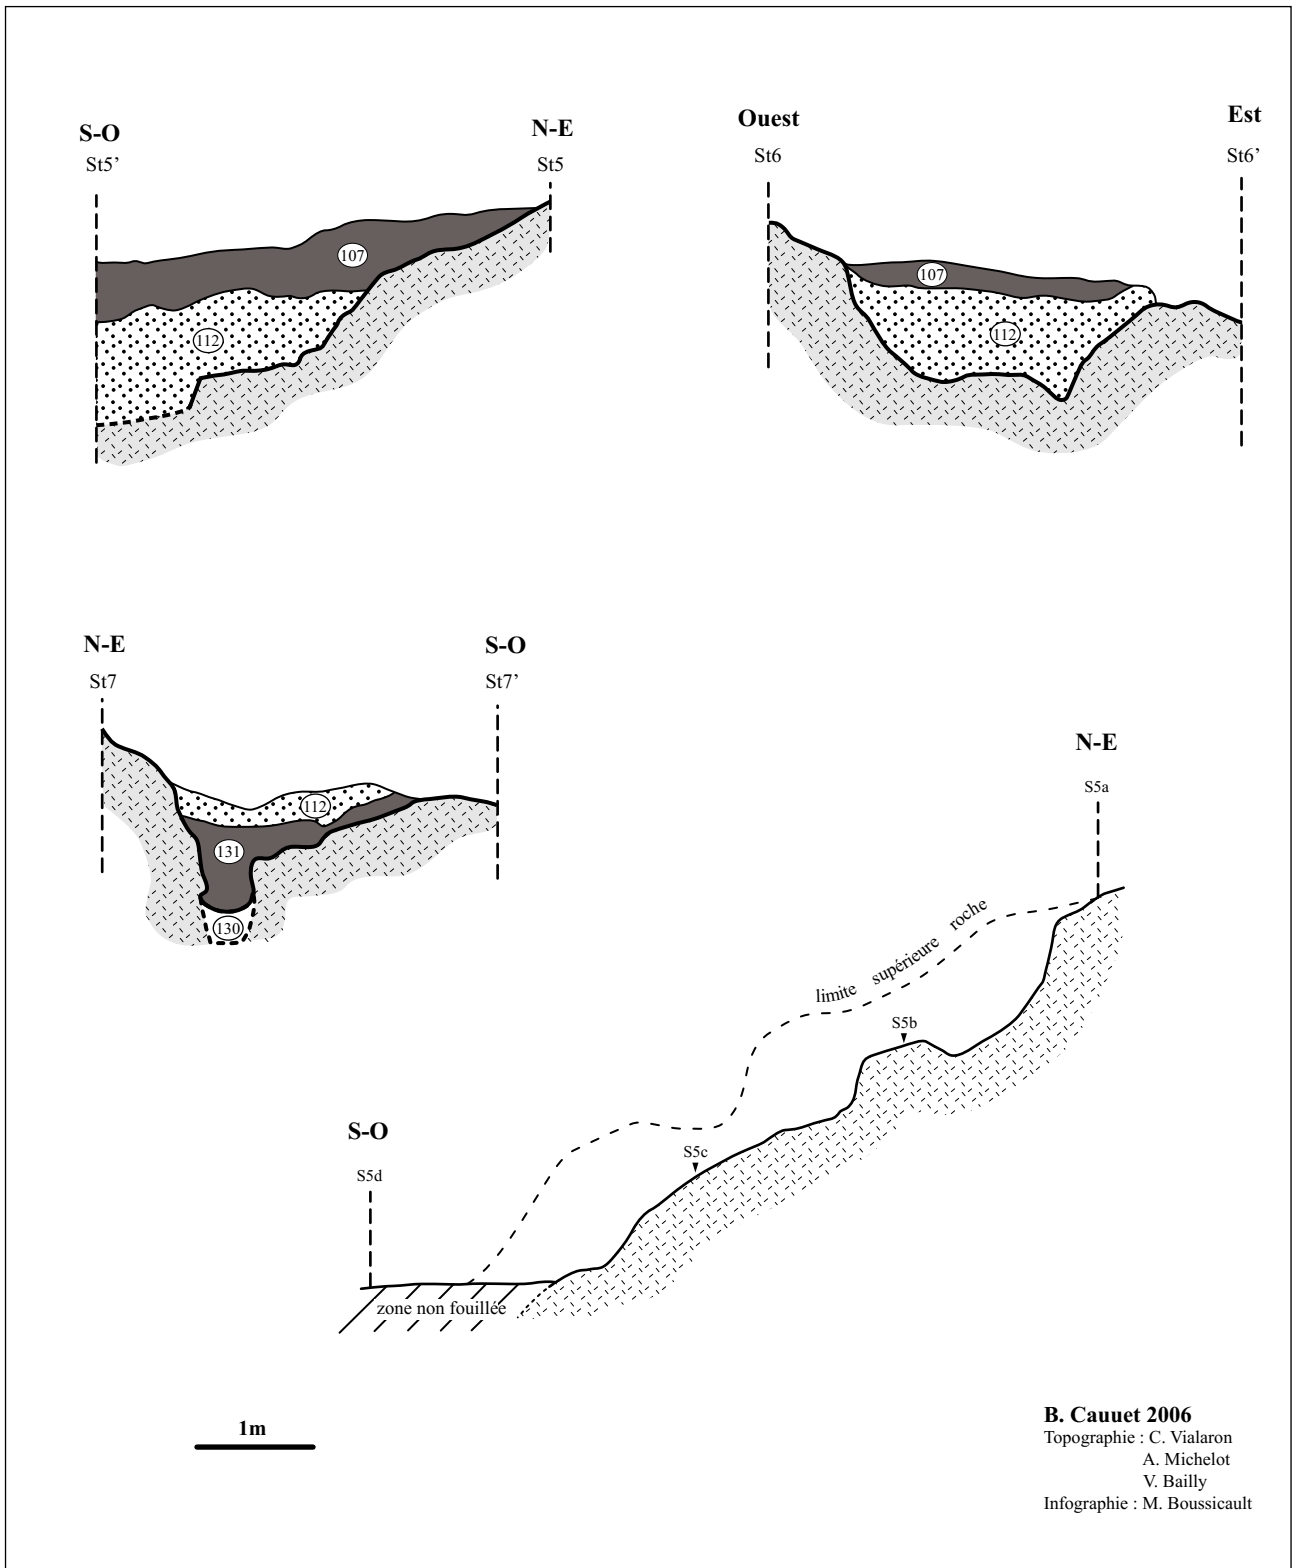 S-O
St5’
N-E
St5
107
112
Ouest
St6
Est
St6’
107
112
N-E
St7
S-O
St7’
112
131
130
N-E
S5a
limite supérieure roche
S5b
S5c
S-O
S5d
zone non fouillée
1m
B. Cauuet 2006
Topographie : C. Vialaron
A. Michelot
V. Bailly
Infographie : M. Boussicault